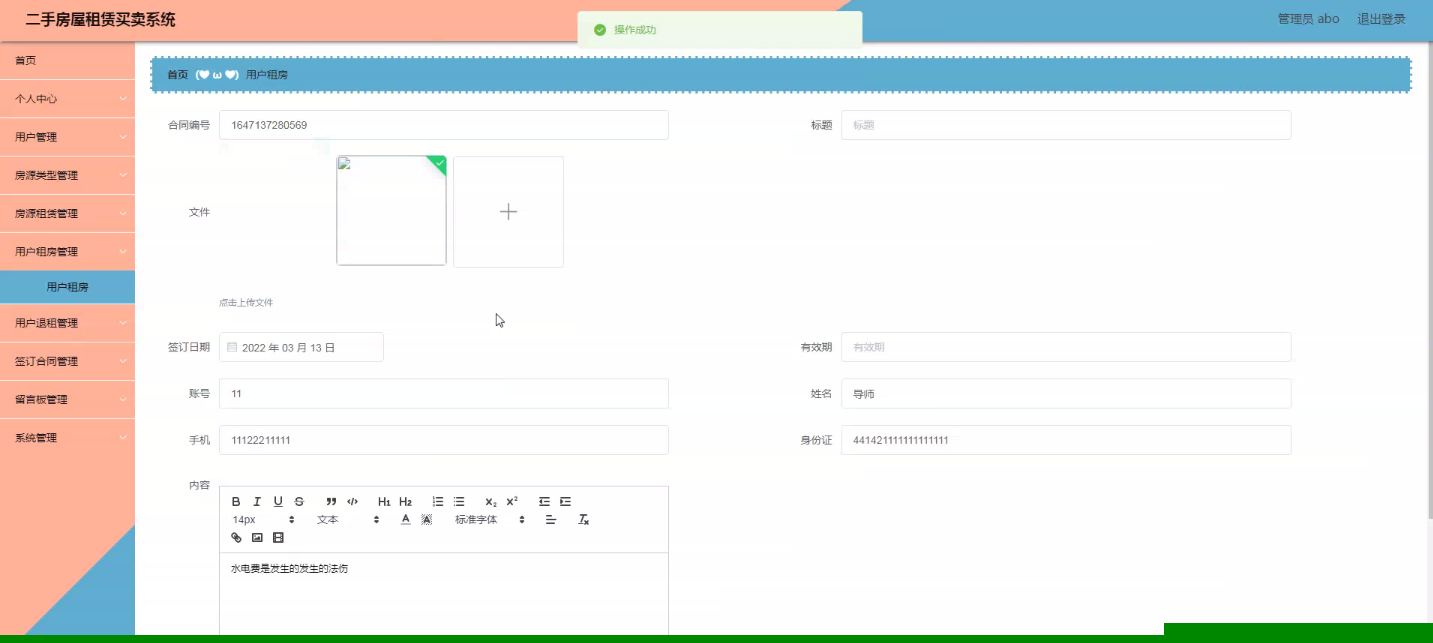 二手房屋租赁买卖系统
管理员 abo
退出登录
操作成功
首页
个人中心
用户管理
房源类型管理
房源租赁管理
用户租房管理
用户租房
用户退租管理
签订合同管理
留言板管理
系统管理
首页 ( ω ) 用户租房
合同编号 1647137280569
标题 标题
文件
点击上传文件
签订日期 2022 年 03 月 13 日
有效期 有效期
账号 11
姓名 导师
手机 11122211111
身份证 441421111111111111
内容
B I U S ” </> H1 H2 X2 X2
14px 文本 A A 标准字体 Tx
水电费是发生的发生的法伤